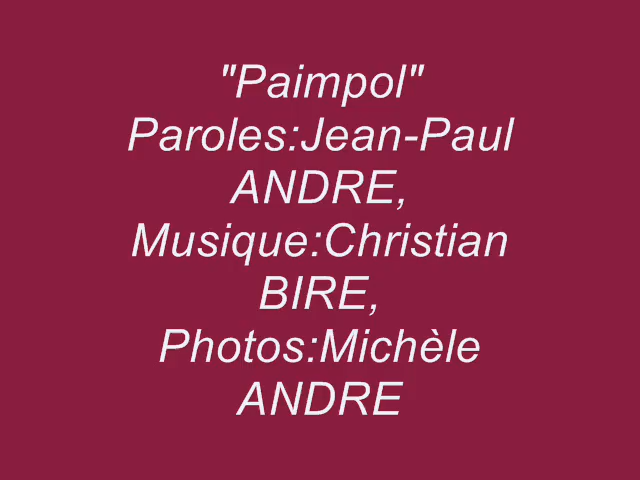 "Paimpol"
Paroles:Jean-Paul
ANDRE,
Musique:Christian
BIRE,
Photos:Michèle
ANDRE